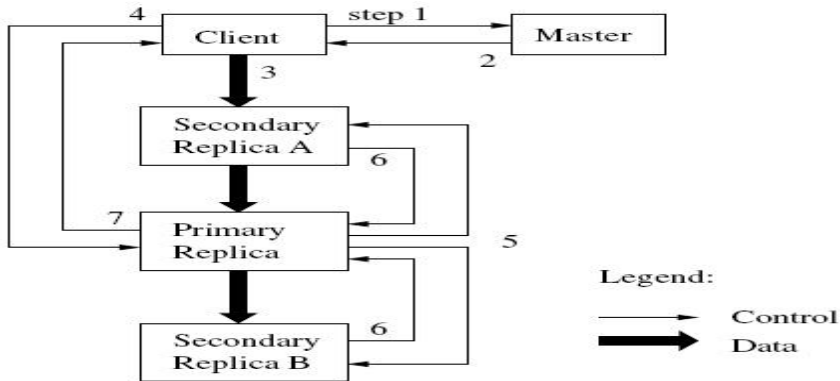 4
step 1
Client
Master
2
3
Secondary
Replica A
6
7
Primary
Replica
5
Legend:
6
Control
Secondary
Replica B
Data